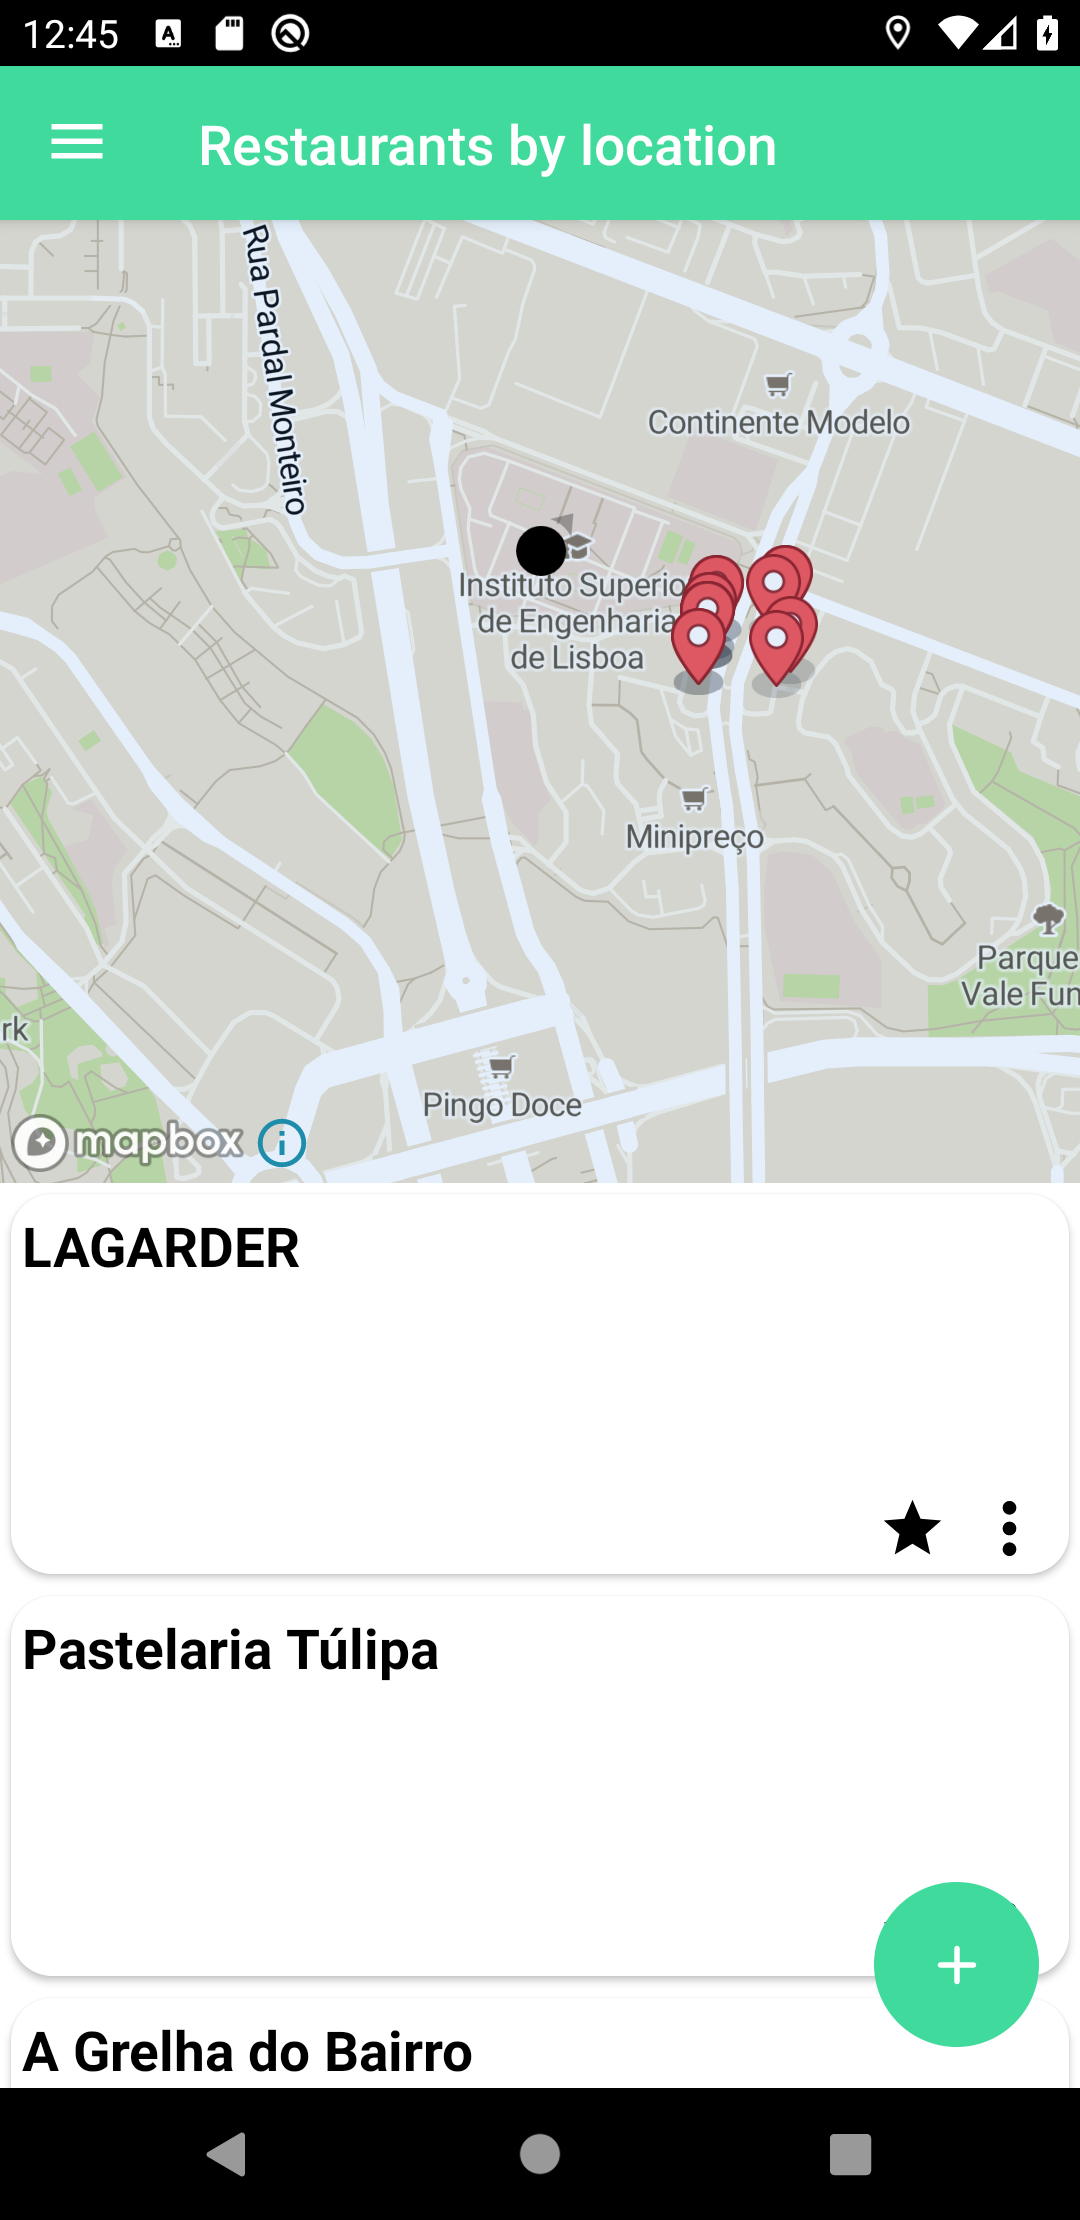 12:45
Restaurants by location
Rua Pardal Monteiro
Continente Modelo
Instituto Superio
de Engenharia
de Lisboa
Minipreço
Parque
Vale Fun
rk
Pingo Doce
mapbox
LAGARDER
Pastelaria Túlipa
A Grelha do Bairro